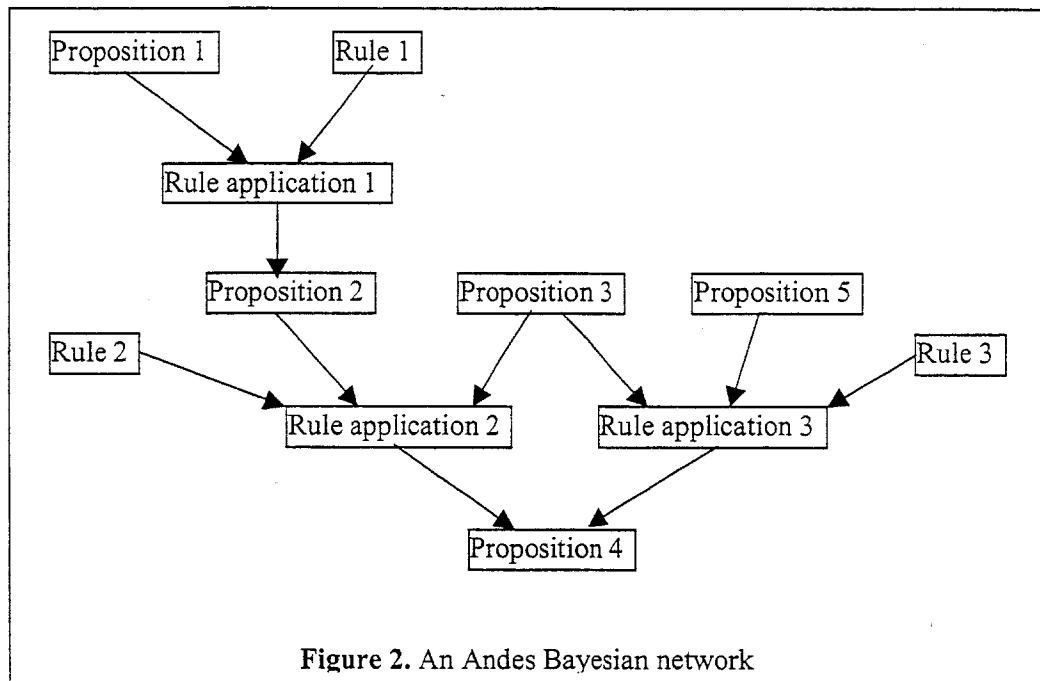 Proposition 1
Rule 1
Rule application 1
Proposition 2
Proposition 3
Proposition 5
Rule 2
Rule 3
Rule application 2
Rule application 3
Proposition 4
Figure 2. An Andes Bayesian network